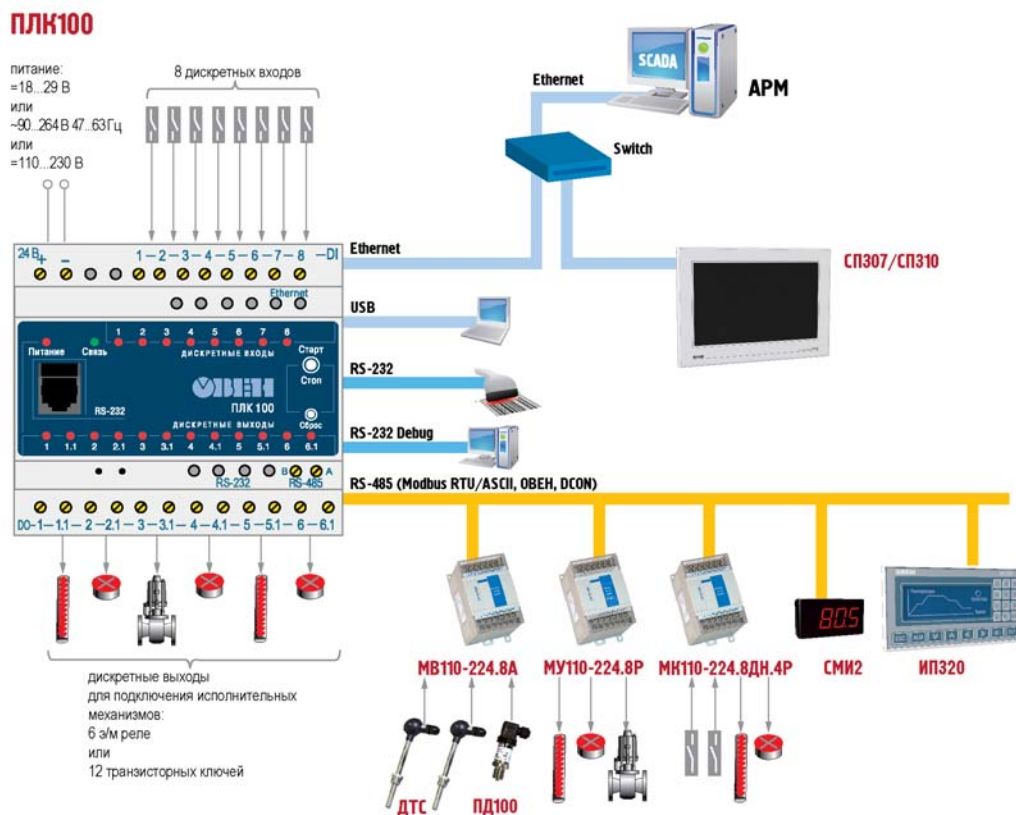 ПЛК100
питание:
=18...29 В
или
~90..264 В 47..63 Гц
или
=110...230 В
8 дискретных входов
SCADA
АРМ
Ethernet
Switch
Ethernet
СП307/СП310
USB
RS-232
RS-232 Debug
RS-485 (Modbus RTU/ASCII, ОВЕН, DCON)
24 В + −
1 − 2 − 3 − 4 − 5 − 6 − 7 − 8 −DI
Ethernet
1 2 3 4 5 6 7 8
Питание Связь ДИСКРЕТНЫЕ ВХОДЫ Старт
Стоп
ОВЕН
ПЛК 100
RS-232
ДИСКРЕТНЫЕ ВЫХОДЫ Сброс
1 1.1 2 2.1 3 3.1 4 4.1 5 5.1 6 6.1
B A
RS-232 RS-485
DO−1− 1.1 − 2 −2.1− 3 − 3.1 − 4 − 4.1 − 5 − 5.1 − 6 − 6.1
дискретные выходы
для подключения исполнительных
механизмов:
6 э/м реле
или
12 транзисторных ключей
МВ110-224.8А
МУ110-224.8Р
МК110-224.8ДН.4Р
80.5
СМИ2
ИП320
ДТС
ПД100